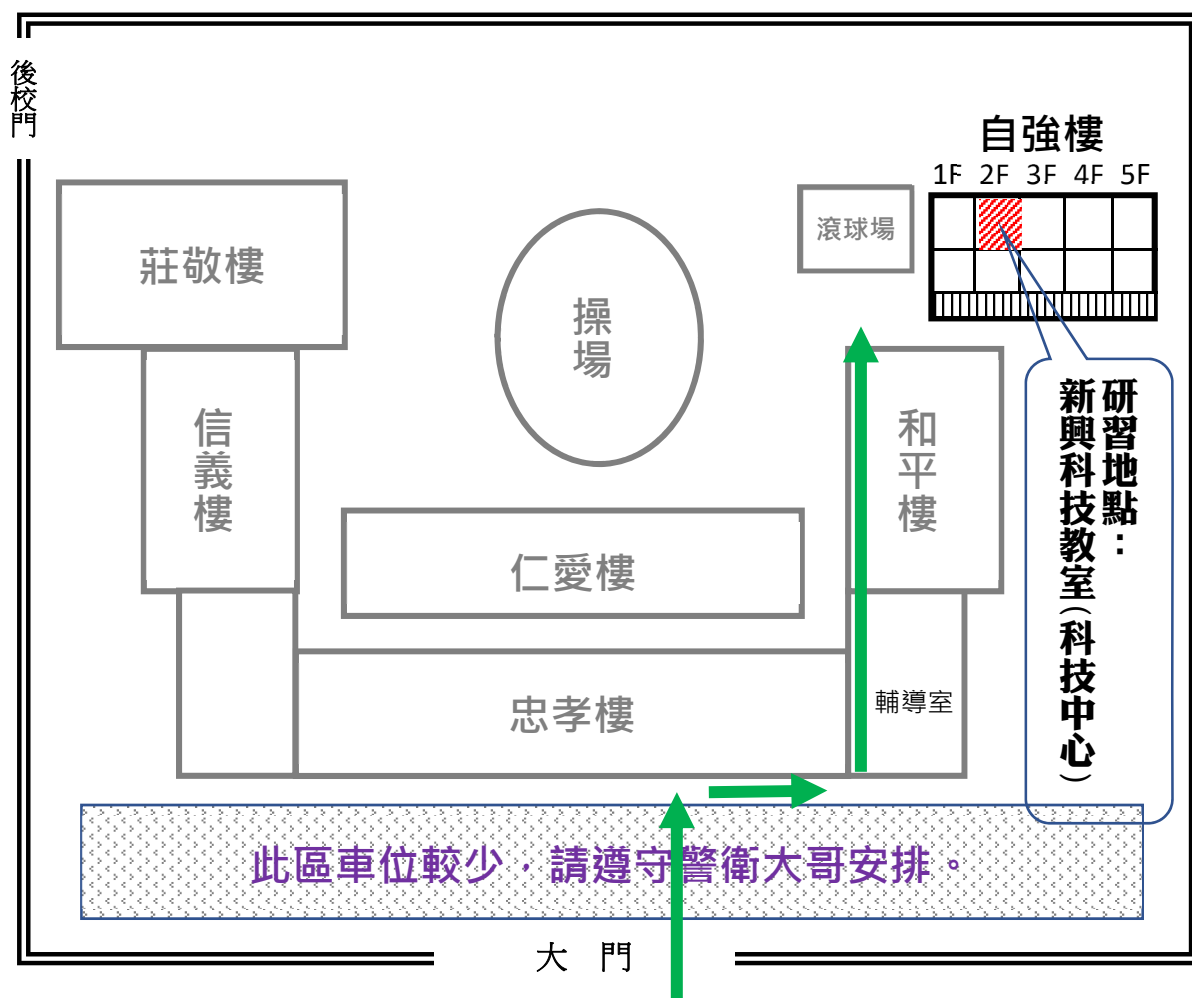 後校門
自強樓
1F 2F 3F 4F 5F
滾球場
莊敬樓
操場
信義樓
和平樓
研習地點：
新興科技教室(科技中心)
仁愛樓
忠孝樓
輔導室
此區車位較少，請遵守警衛大哥安排。
大 門